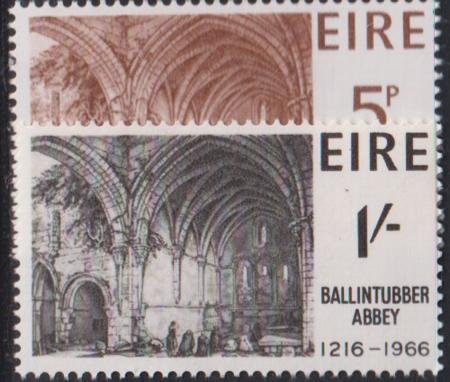 EIRE
5P
EIRE
1/-
BALLINTUBBER
ABBEY
1216-1966